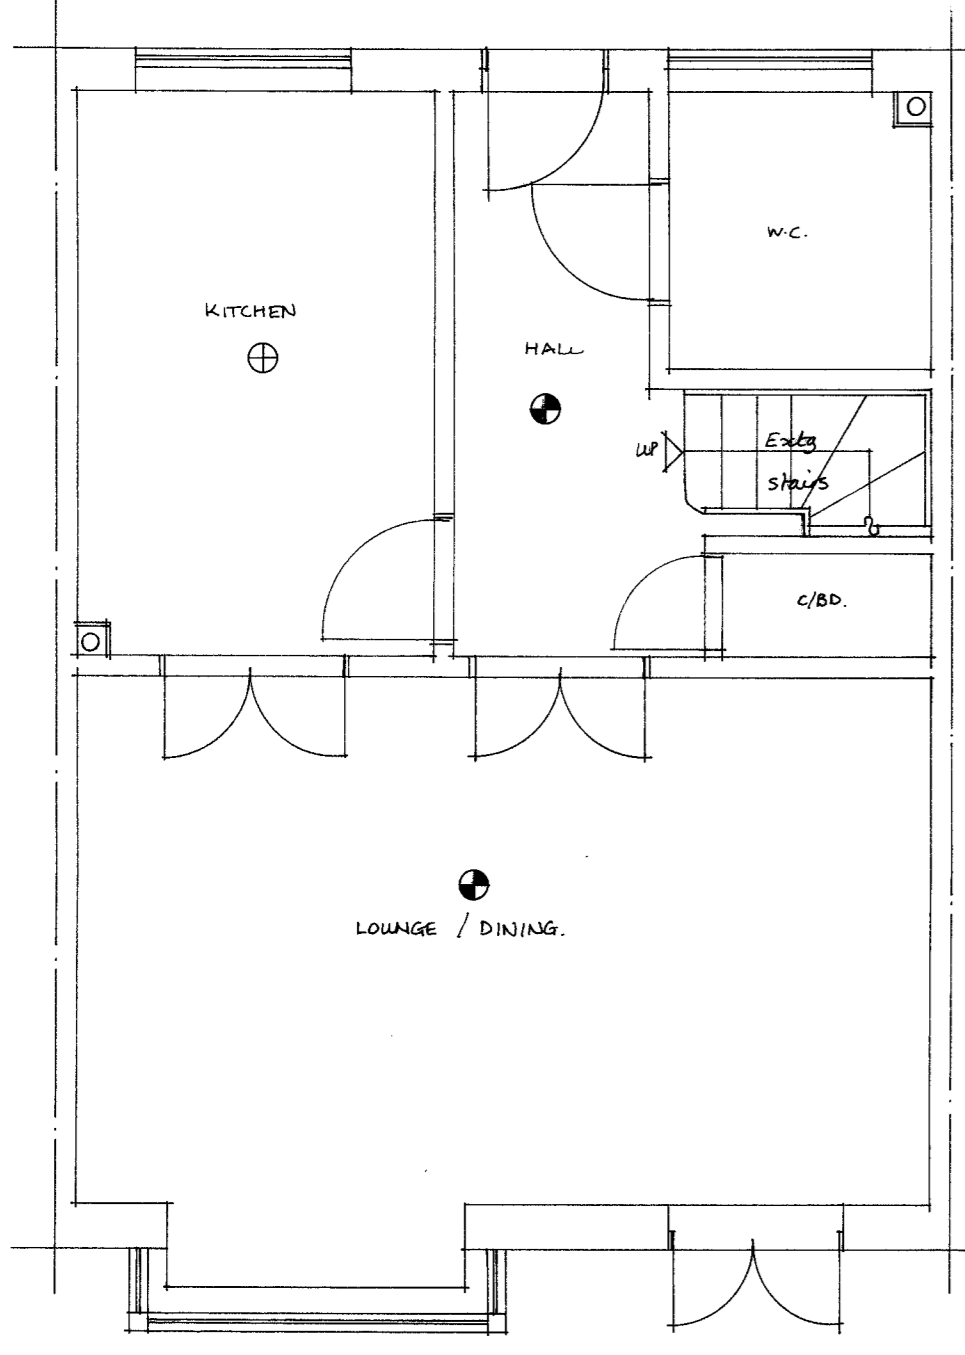 W.C.
KITCHEN
HALL
UP
Extg
stairs
C/BD.
LOUNGE / DINING.